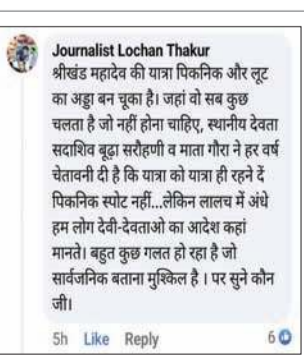 Journalist Lochan Thakur
श्रीखंड महादेव की यात्रा पिकनिक और लूट
का अड्डा बन चूका है। जहां वो सब कुछ
चलता है जो नहीं होना चाहिए, स्थानीय देवता
सदाशिव बूढ़ा सरौहणी व माता गौरा ने हर वर्ष
चेतावनी दी है कि यात्रा को यात्रा ही रहने दें
पिकनिक स्पोट नहीं...लेकिन लालच में अंधे
हम लोग देवी-देवताओ का आदेश कहां
मानते। बहुत कुछ गलत हो रहा है जो
सार्वजनिक बताना मुश्किल है । पर सुने कौन
जी।
5h Like Reply 6